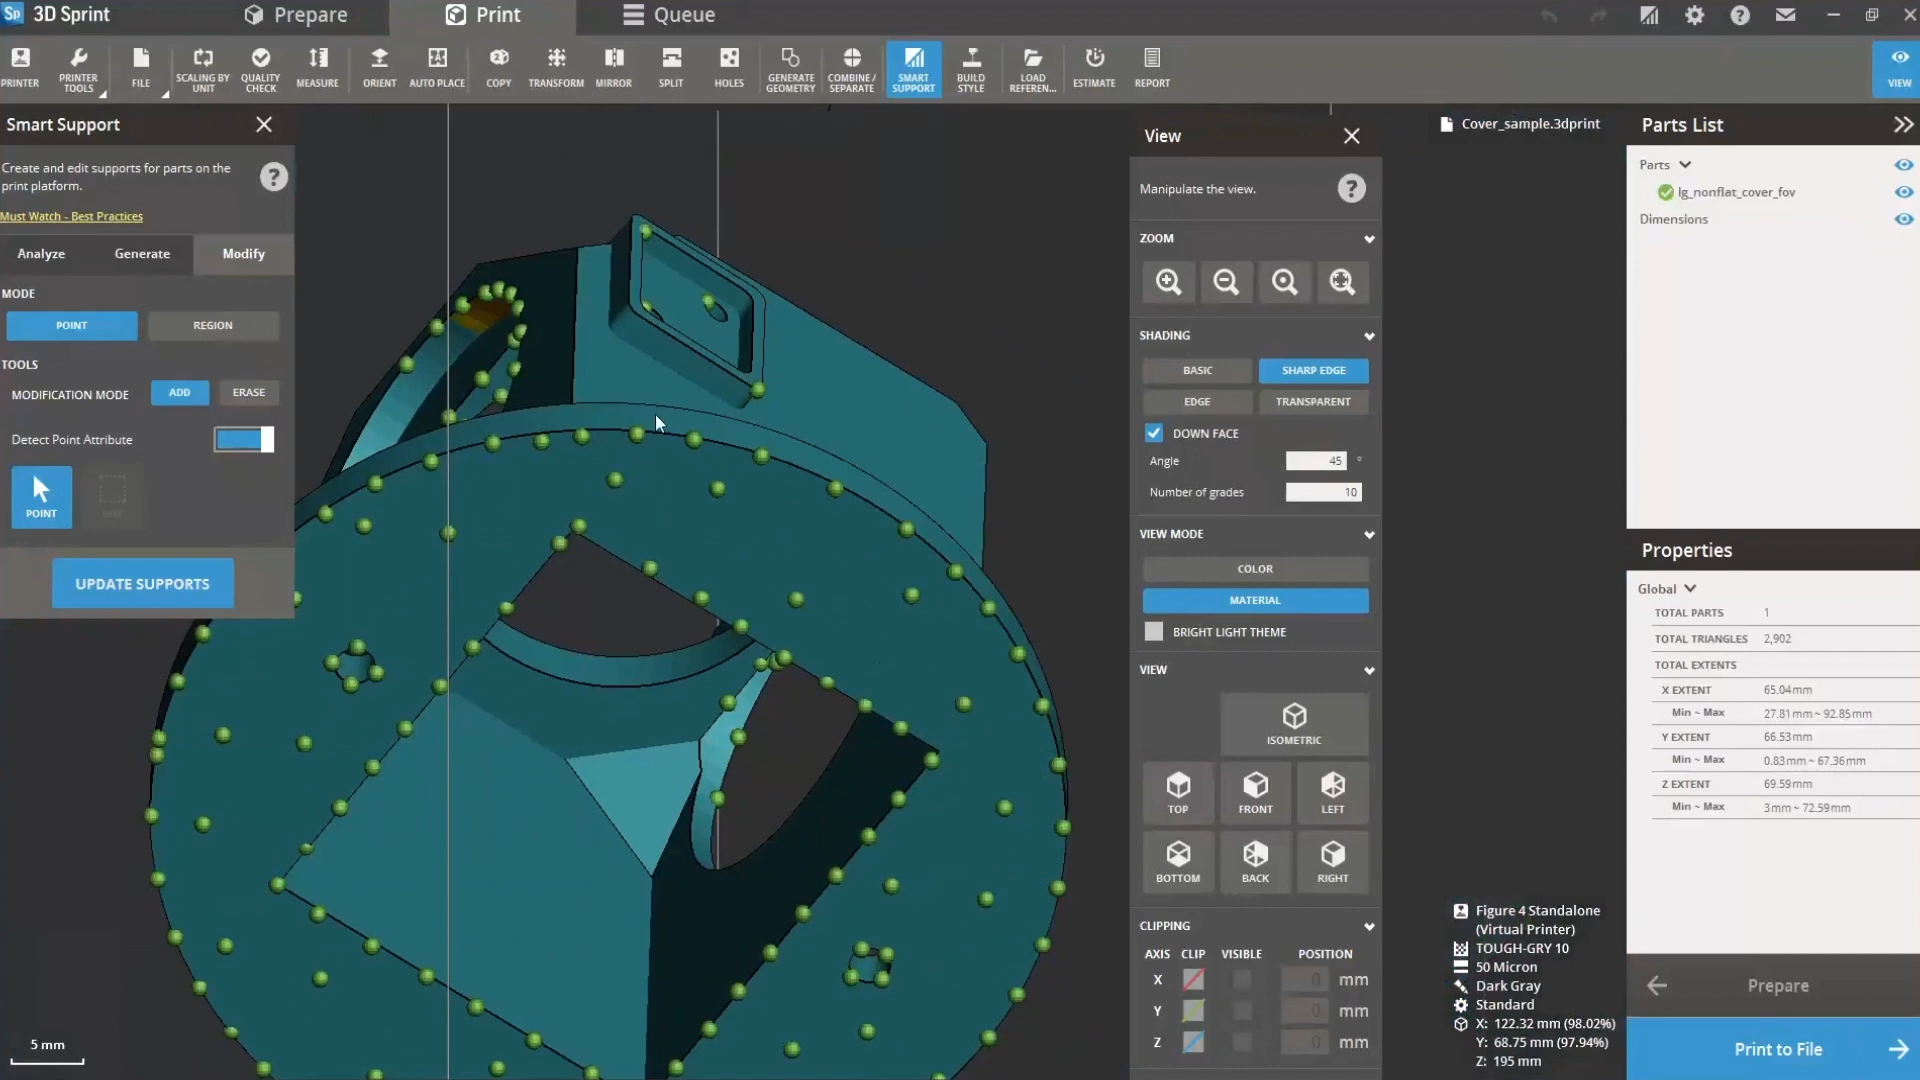 Sp 3D Sprint
Prepare
Print
Queue
PRINTER
PRINTER TOOLS
FILE
SCALING BY UNIT
QUALITY CHECK
MEASURE
ORIENT
AUTO PLACE
COPY
TRANSFORM
MIRROR
SPLIT
HOLES
GENERATE GEOMETRY
COMBINE / SEPARATE
SMART SUPPORT
BUILD STYLE
LOAD REFEREN...
ESTIMATE
REPORT
VIEW
Smart Support
Create and edit supports for parts on the
print platform.
Must Watch - Best Practices
Analyze
Generate
Modify
MODE
POINT
REGION
TOOLS
MODIFICATION MODE
ADD
ERASE
Detect Point Attribute
POINT
UPDATE SUPPORTS
5 mm
View
Manipulate the view.
ZOOM
SHADING
BASIC
SHARP EDGE
EDGE
TRANSPARENT
DOWN FACE
Angle 45 °
Number of grades 10
VIEW MODE
COLOR
MATERIAL
BRIGHT LIGHT THEME
VIEW
ISOMETRIC
TOP
FRONT
LEFT
BOTTOM
BACK
RIGHT
CLIPPING
AXIS CLIP VISIBLE POSITION
X 0 mm
Y 0 mm
Z 0 mm
Cover_sample.3dprint
Figure 4 Standalone
(Virtual Printer)
TOUGH-GRY 10
50 Micron
Dark Gray
Standard
X: 122.32 mm (98.02%)
Y: 68.75 mm (97.94%)
Z: 195 mm
Parts List
Parts
lg_nonflat_cover_fov
Dimensions
Properties
Global
TOTAL PARTS 1
TOTAL TRIANGLES 2,902
TOTAL EXTENTS
X EXTENT 65.04mm
Min ~ Max 27.81mm ~ 92.85mm
Y EXTENT 66.53mm
Min ~ Max 0.83mm ~ 67.36mm
Z EXTENT 69.59mm
Min ~ Max 3mm ~ 72.59mm
Prepare
Print to File